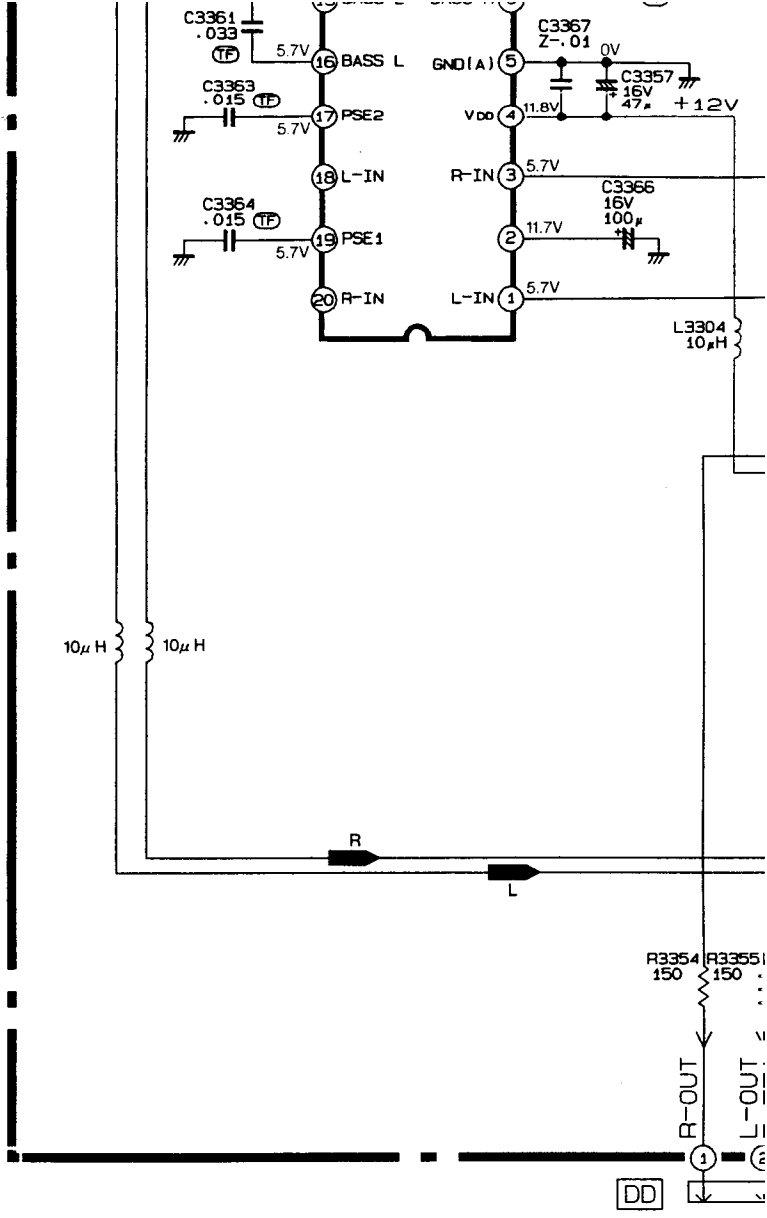 C3361
.033
TF
5.7V
16 BASS L
C3363
.015 TF
5.7V
17 PSE2
18 L-IN
C3364
.015 TF
5.7V
19 PSE1
20 R-IN
C3367
Z-.01
0V
GND(A) 5
C3357
16V
47μ
+
VDD 4
11.8V
+12V
R-IN 3
5.7V
C3366
16V
100μ
+
2
11.7V
L-IN 1
5.7V
L3304
10μH
10μH
10μH
R
L
R3354
150
R3355
150
R-OUT
L-OUT
1
2
DD